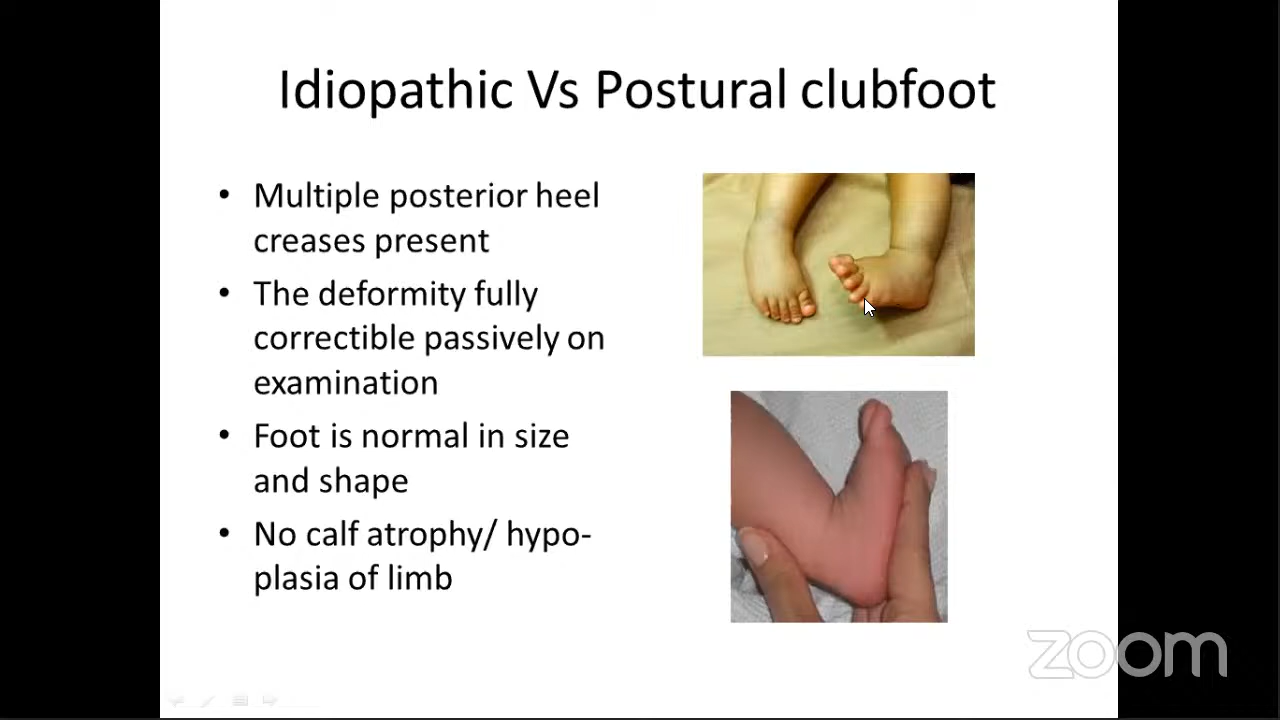 Idiopathic Vs Postural clubfoot
• Multiple posterior heel
creases present
• The deformity fully
correctible passively on
examination
• Foot is normal in size
and shape
• No calf atrophy/ hypo-
plasia of limb
zoom